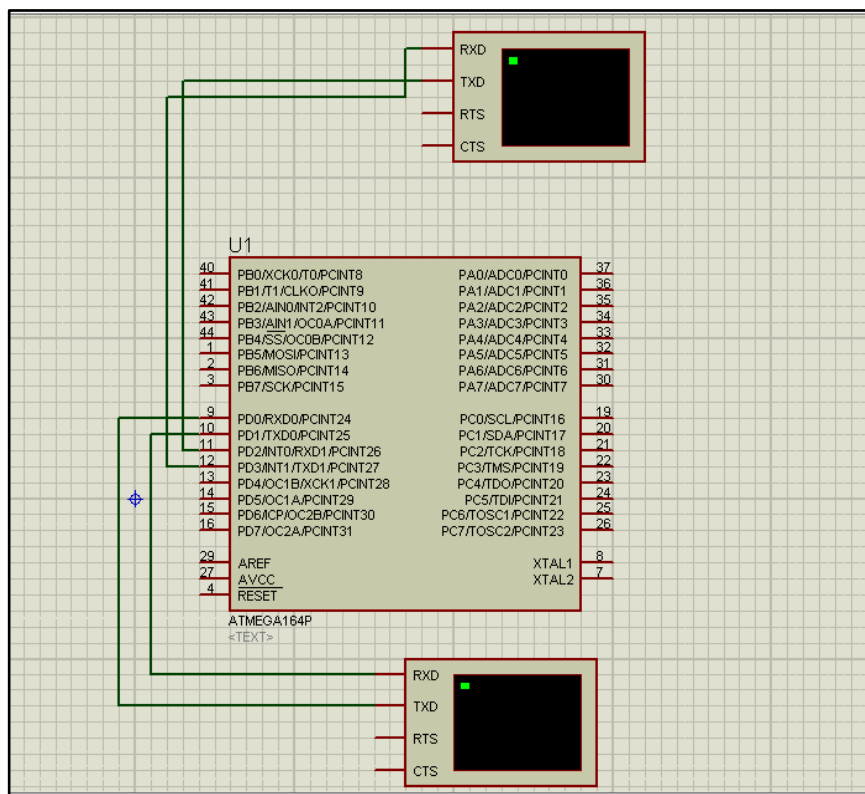 RXD
TXD
RTS
CTS
U1
40 PB0/XCK0/T0/PCINT8 PA0/ADC0/PCINT0 37
41 PB1/T1/CLKO/PCINT9 PA1/ADC1/PCINT1 36
42 PB2/AIN0/INT2/PCINT10 PA2/ADC2/PCINT2 35
43 PB3/AIN1/OC0A/PCINT11 PA3/ADC3/PCINT3 34
44 PB4/SS/OC0B/PCINT12 PA4/ADC4/PCINT4 33
1 PB5/MOSI/PCINT13 PA5/ADC5/PCINT5 32
2 PB6/MISO/PCINT14 PA6/ADC6/PCINT6 31
3 PB7/SCK/PCINT15 PA7/ADC7/PCINT7 30
9 PD0/RXD0/PCINT24 PC0/SCL/PCINT16 19
10 PD1/TXD0/PCINT25 PC1/SDA/PCINT17 20
11 PD2/INT0/RXD1/PCINT26 PC2/TCK/PCINT18 21
12 PD3/INT1/TXD1/PCINT27 PC3/TMS/PCINT19 22
13 PD4/OC1B/XCK1/PCINT28 PC4/TDO/PCINT20 23
14 PD5/OC1A/PCINT29 PC5/TDI/PCINT21 24
15 PD6/ICP/OC2B/PCINT30 PC6/TOSC1/PCINT22 25
16 PD7/OC2A/PCINT31 PC7/TOSC2/PCINT23 26
29 AREF XTAL1 8
27 AVCC XTAL2 7
4 RESET
ATMEGA164P
<TEXT>
RXD
TXD
RTS
CTS